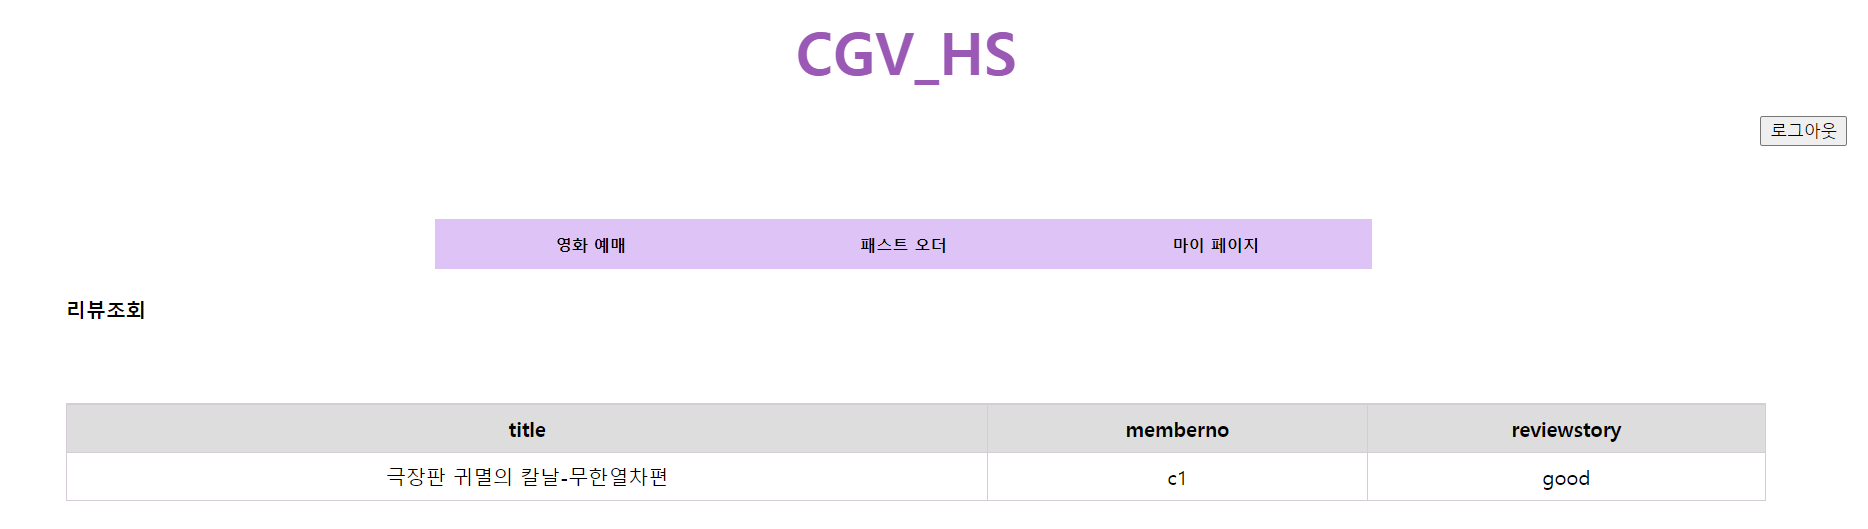 CGV_HS
로그아웃
영화 예매 패스트 오더 마이 페이지
리뷰조회
title memberno reviewstory
극장판 귀멸의 칼날-무한열차편 c1 good